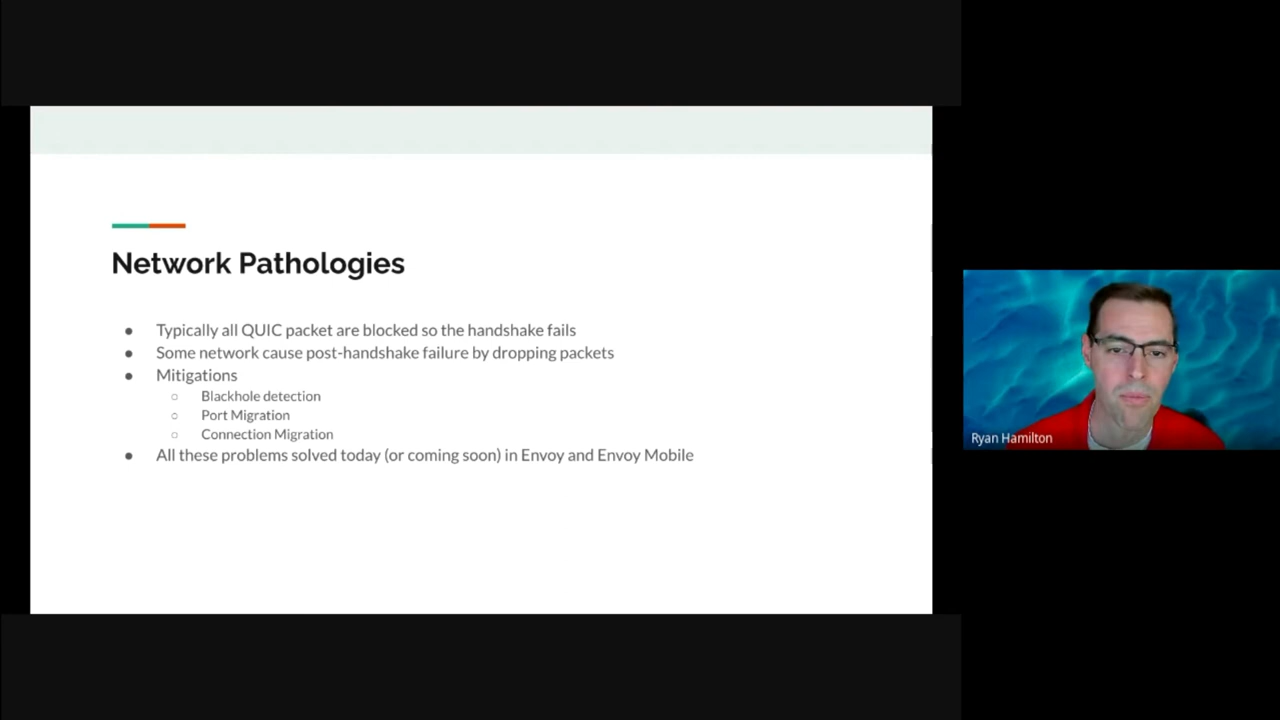 Network Pathologies
● Typically all QUIC packet are blocked so the handshake fails
● Some network cause post-handshake failure by dropping packets
● Mitigations
○ Blackhole detection
○ Port Migration
○ Connection Migration
● All these problems solved today (or coming soon) in Envoy and Envoy Mobile
Ryan Hamilton